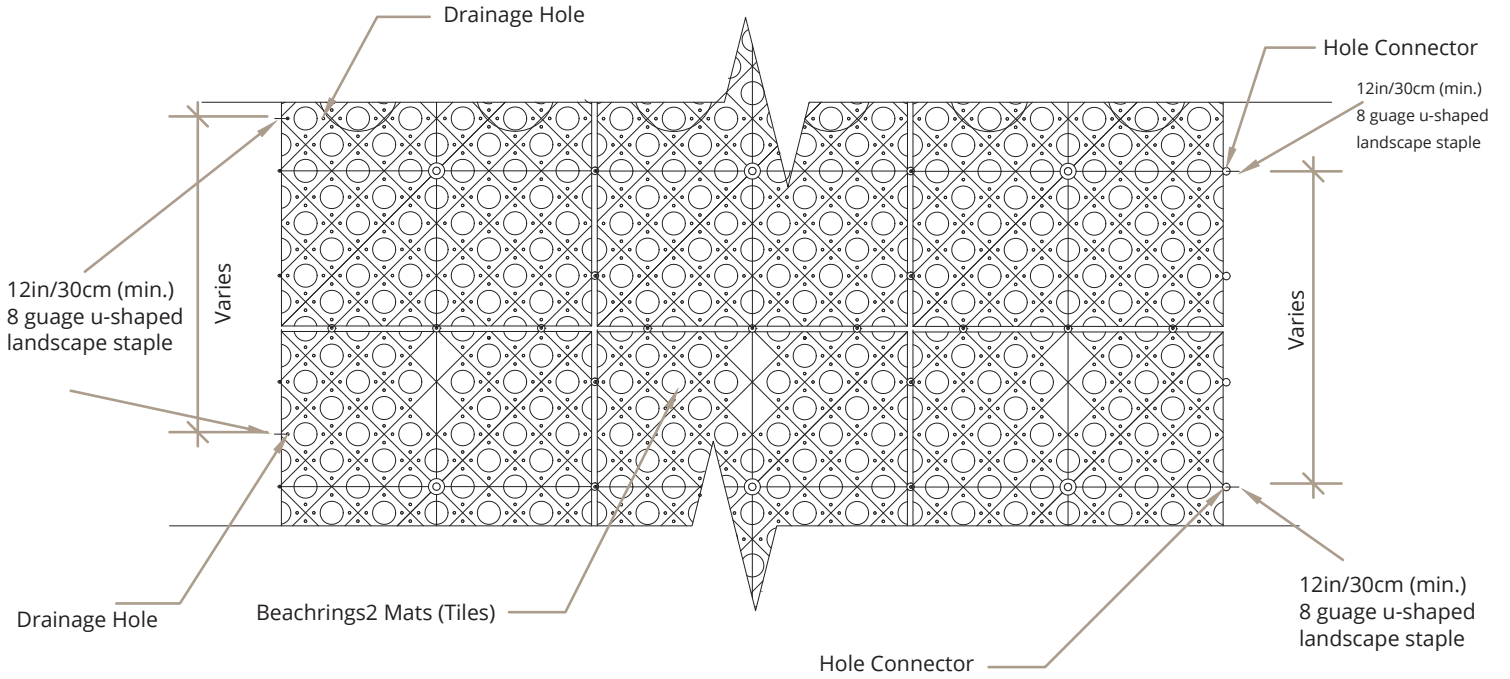 Drainage Hole
Hole Connector
12in/30cm (min.)
8 guage u-shaped
landscape staple
12in/30cm (min.)
8 guage u-shaped
landscape staple
Varies
Varies
Drainage Hole
Beachrings2 Mats (Tiles)
Hole Connector
12in/30cm (min.)
8 guage u-shaped
landscape staple